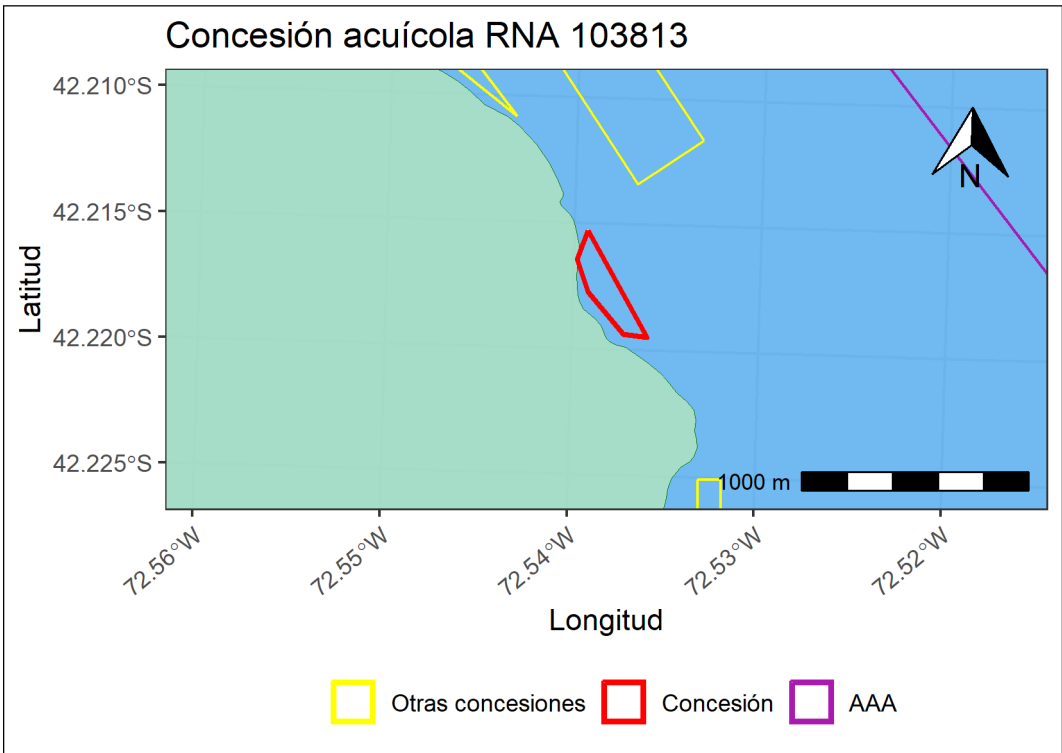 Concesión acuícola RNA 103813
42.210°S
42.215°S
42.220°S
42.225°S
Latitud
N
1000 m
72.56°W
72.55°W
72.54°W
72.53°W
72.52°W
Longitud
Otras concesiones
Concesión
AAA